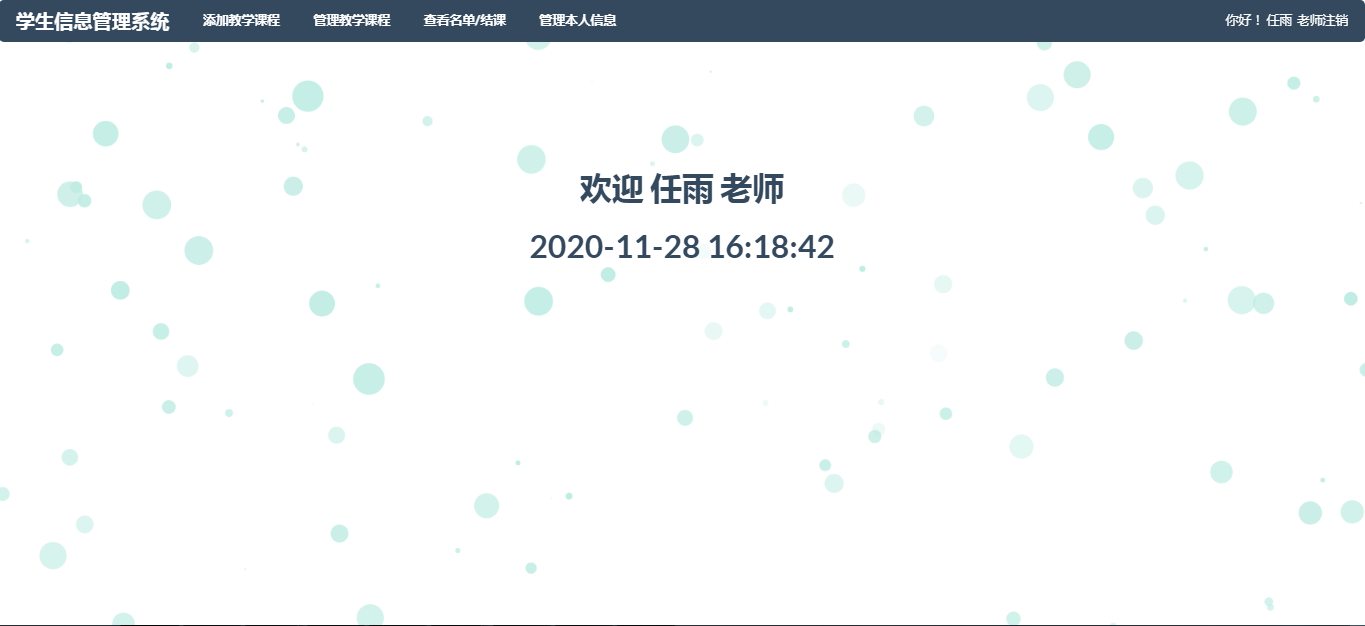 学生信息管理系统 添加教学课程 管理教学课程 查看名单/结课 管理本人信息 你好！任雨 老师注销
欢迎 任雨 老师
2020-11-28 16:18:42